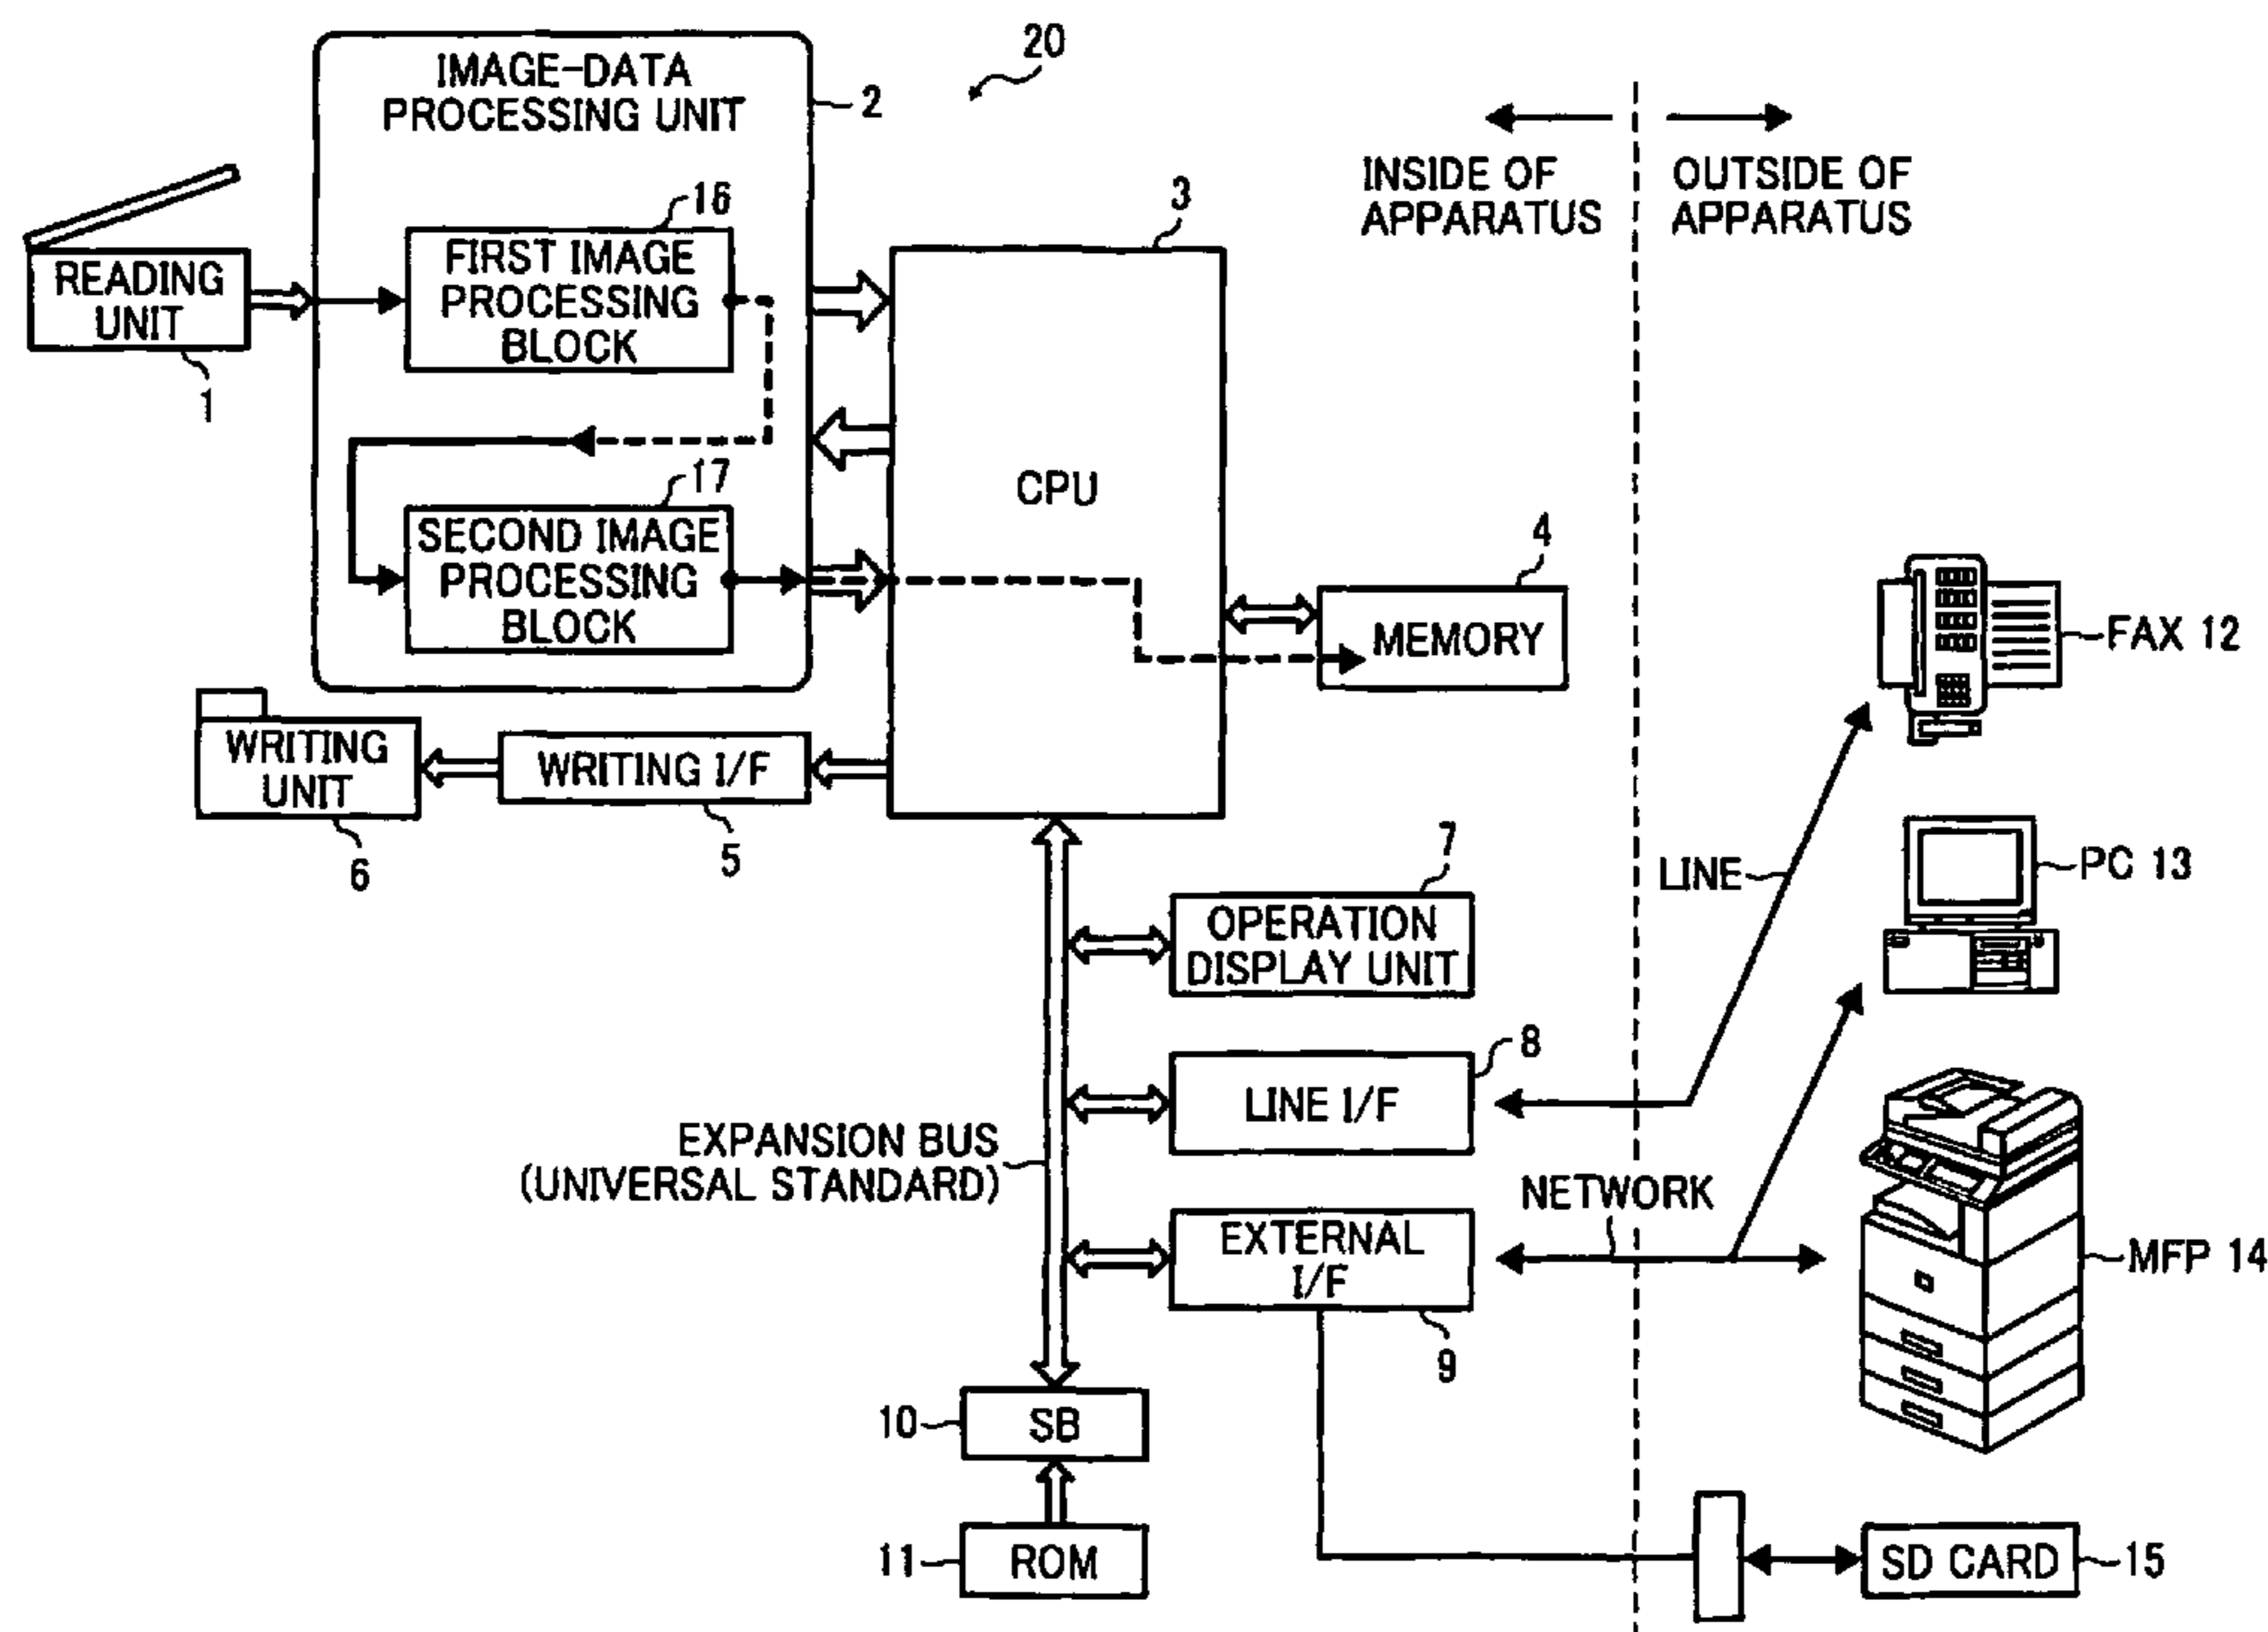 20
IMAGE-DATA
PROCESSING UNIT
2
INSIDE OF
APPARATUS
OUTSIDE OF
APPARATUS
16
3
READING
UNIT
1
FIRST IMAGE
PROCESSING
BLOCK
17
SECOND IMAGE
PROCESSING
BLOCK
CPU
4
MEMORY
FAX 12
WRITING
UNIT
6
WRITING I/F
5
7
OPERATION
DISPLAY UNIT
LINE
PC 13
8
LINE I/F
EXPANSION BUS
(UNIVERSAL STANDARD)
NETWORK
EXTERNAL
I/F
9
MFP 14
10
SB
11
ROM
SD CARD
15